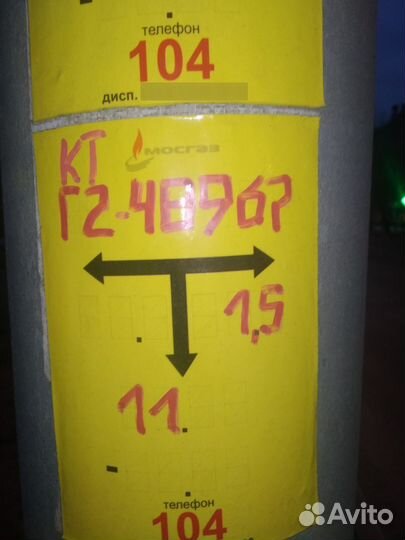 телефон
104
дисп.
МОСГАЗ
КТ
Г2-48967
1,5
11.
телефон
104
Avito